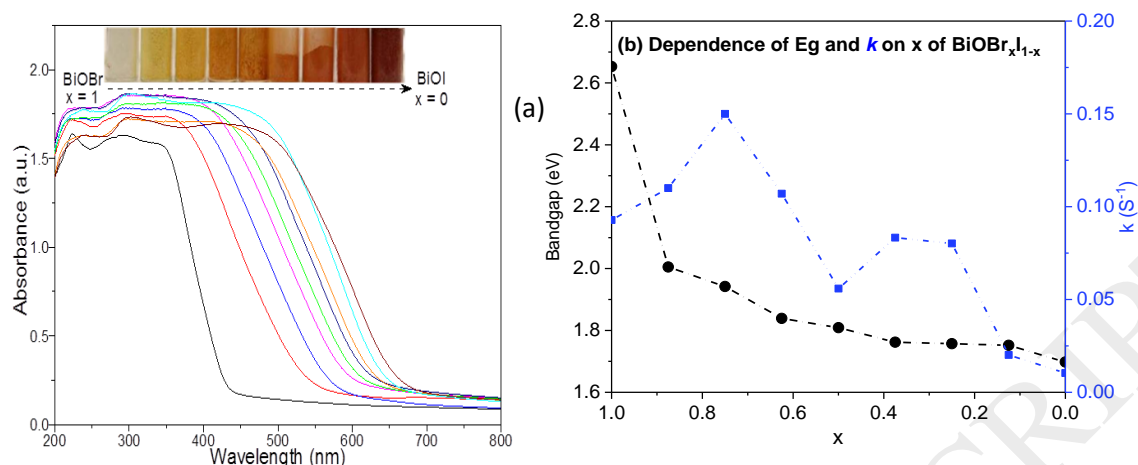 BiOBr
x = 1
BiOI
x = 0
(a)
2.0
1.5
1.0
0.5
0.0
Absorbance (a.u.)
200 300 400 500 600 700 800
Wavelength (nm)
(b) Dependence of Eg and k on x of BiOBrₓI₁₋ₓ
2.8
2.6
2.4
2.2
2.0
1.8
1.6
Bandgap (eV)
1.0 0.8 0.6 0.4 0.2 0.0
x
0.20
0.15
0.10
0.05
0.00
k (S⁻¹)